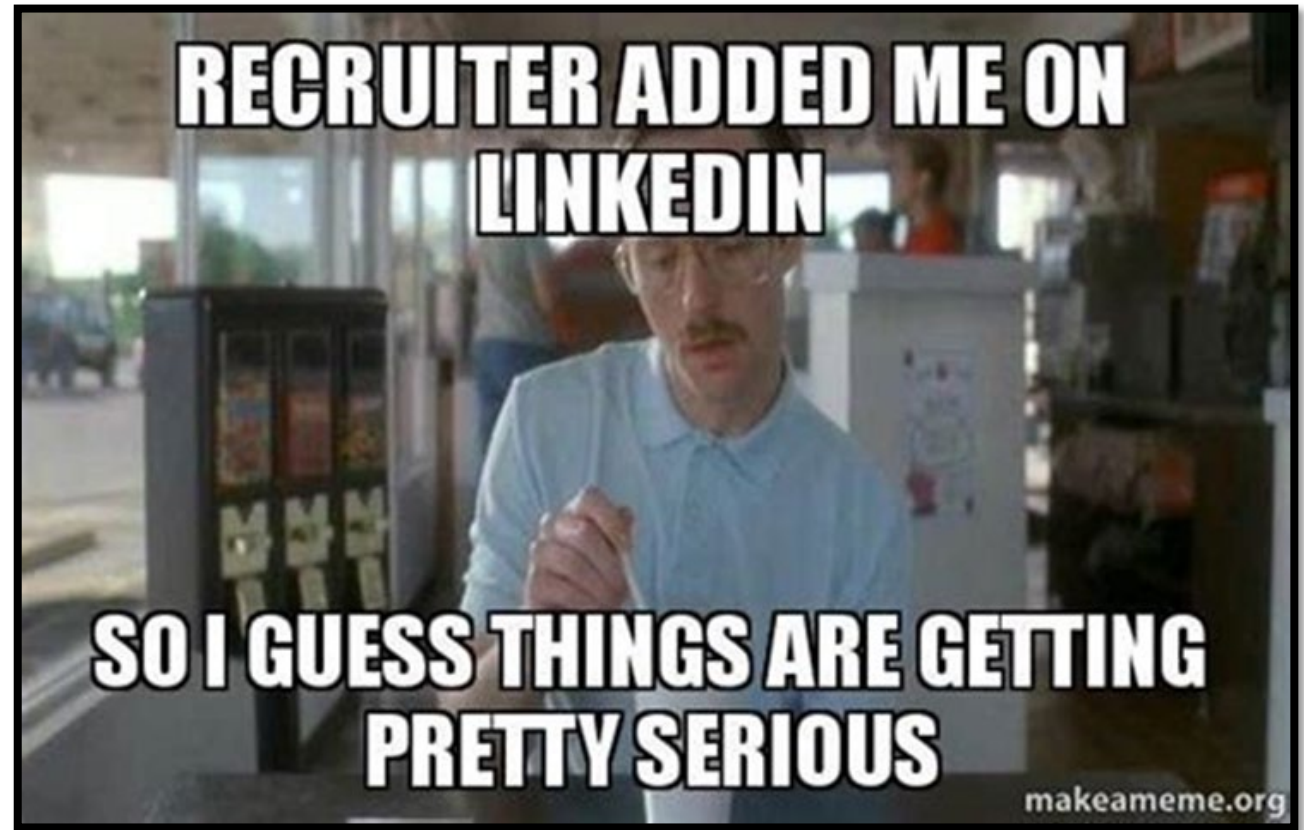 RECRUITER ADDED ME ON
LINKEDIN
SO I GUESS THINGS ARE GETTING
PRETTY SERIOUS
makeameme.org